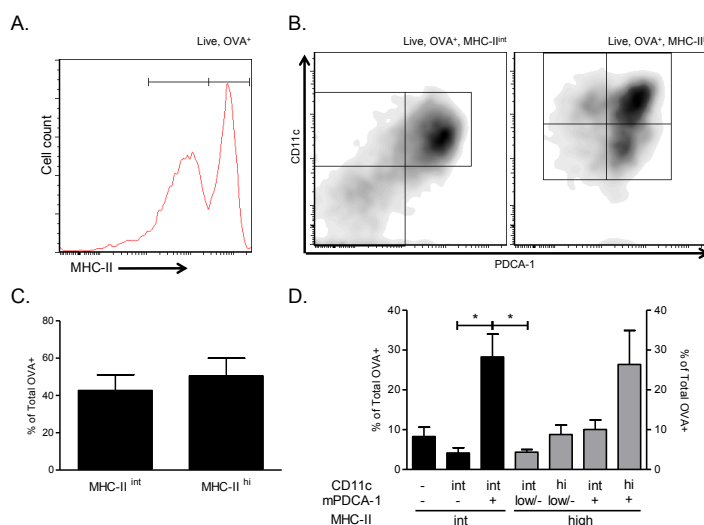 A.
Live, OVA⁺
Cell count
MHC-II
B.
Live, OVA⁺, MHC-IIⁱⁿᵗ
Live, OVA⁺, MHC-II
CD11c
PDCA-1
C.
% of Total OVA+
80
60
40
20
0
MHC-II ⁱⁿᵗ
MHC-II ʰⁱ
D.
% of Total OVA+
40
30
20
10
0
* *
40
30
20
10
0
% of Total OVA+
CD11c - int int int hi int hi
mPDCA-1 - - + low/- low/- + +
MHC-II int high